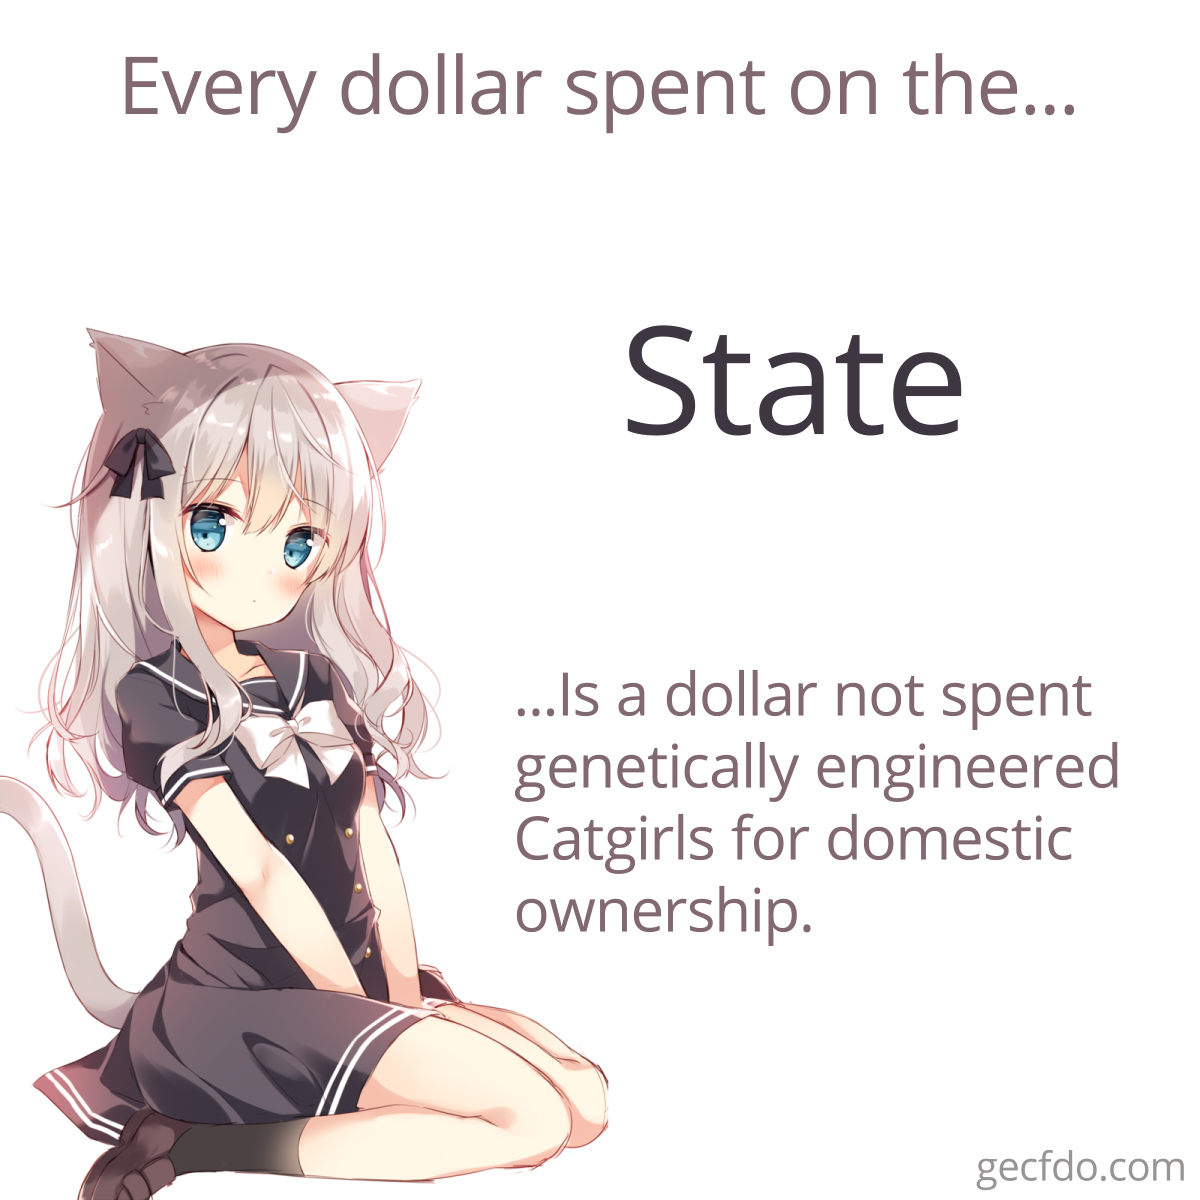 Every dollar spent on the...
State
...Is a dollar not spent
genetically engineered
Catgirls for domestic
ownership.
gecfdo.com